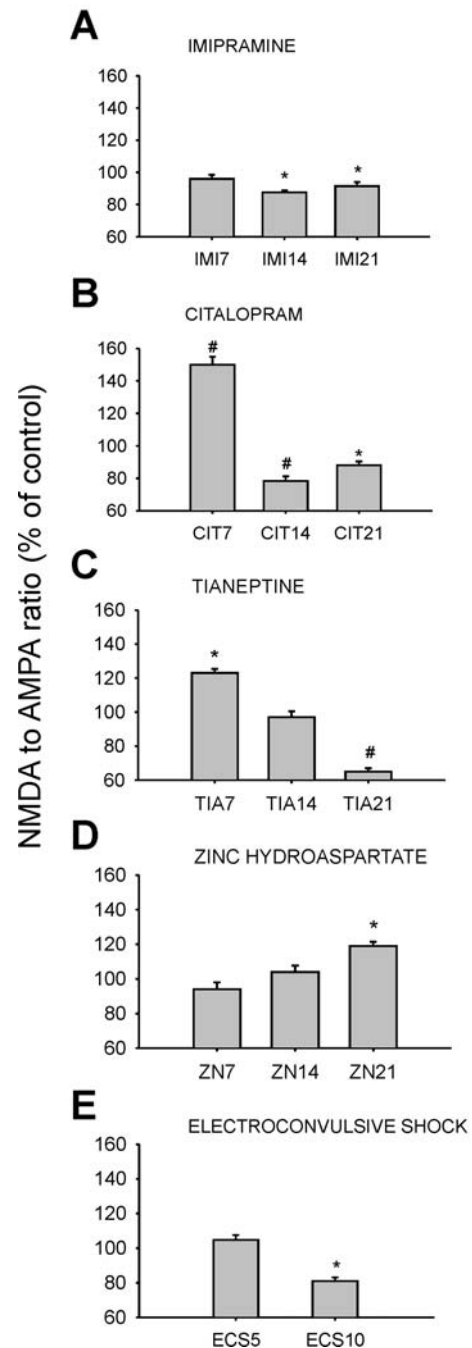 A
IMIPRAMINE
160
140
120
100
80
60
* *
IMI7 IMI14 IMI21
B
CITALOPRAM
160
140
120
100
80
60
# # *
CIT7 CIT14 CIT21
C
TIANEPTINE
160
140
120
100
80
60
* #
TIA7 TIA14 TIA21
D
ZINC HYDROASPARTATE
160
140
120
100
80
60
*
ZN7 ZN14 ZN21
E
ELECTROCONVULSIVE SHOCK
160
140
120
100
80
60
*
ECS5 ECS10
NMDA to AMPA ratio (% of control)